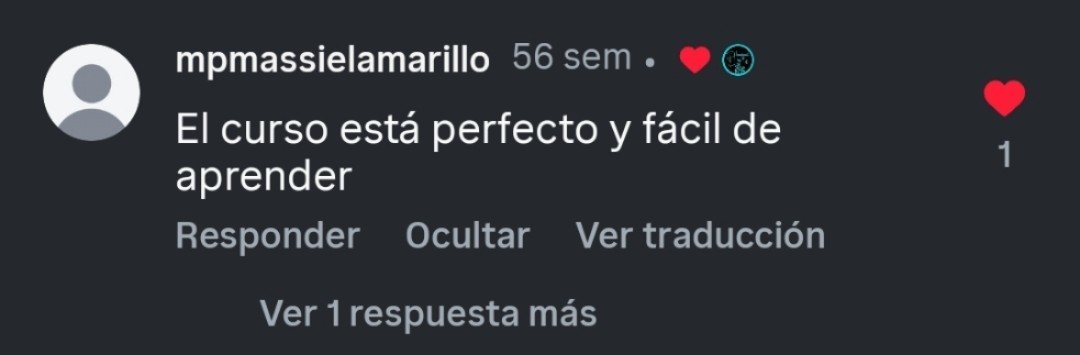 mpmassielamarillo 56 sem •
El curso está perfecto y fácil de
aprender
1
Responder Ocultar Ver traducción
Ver 1 respuesta más